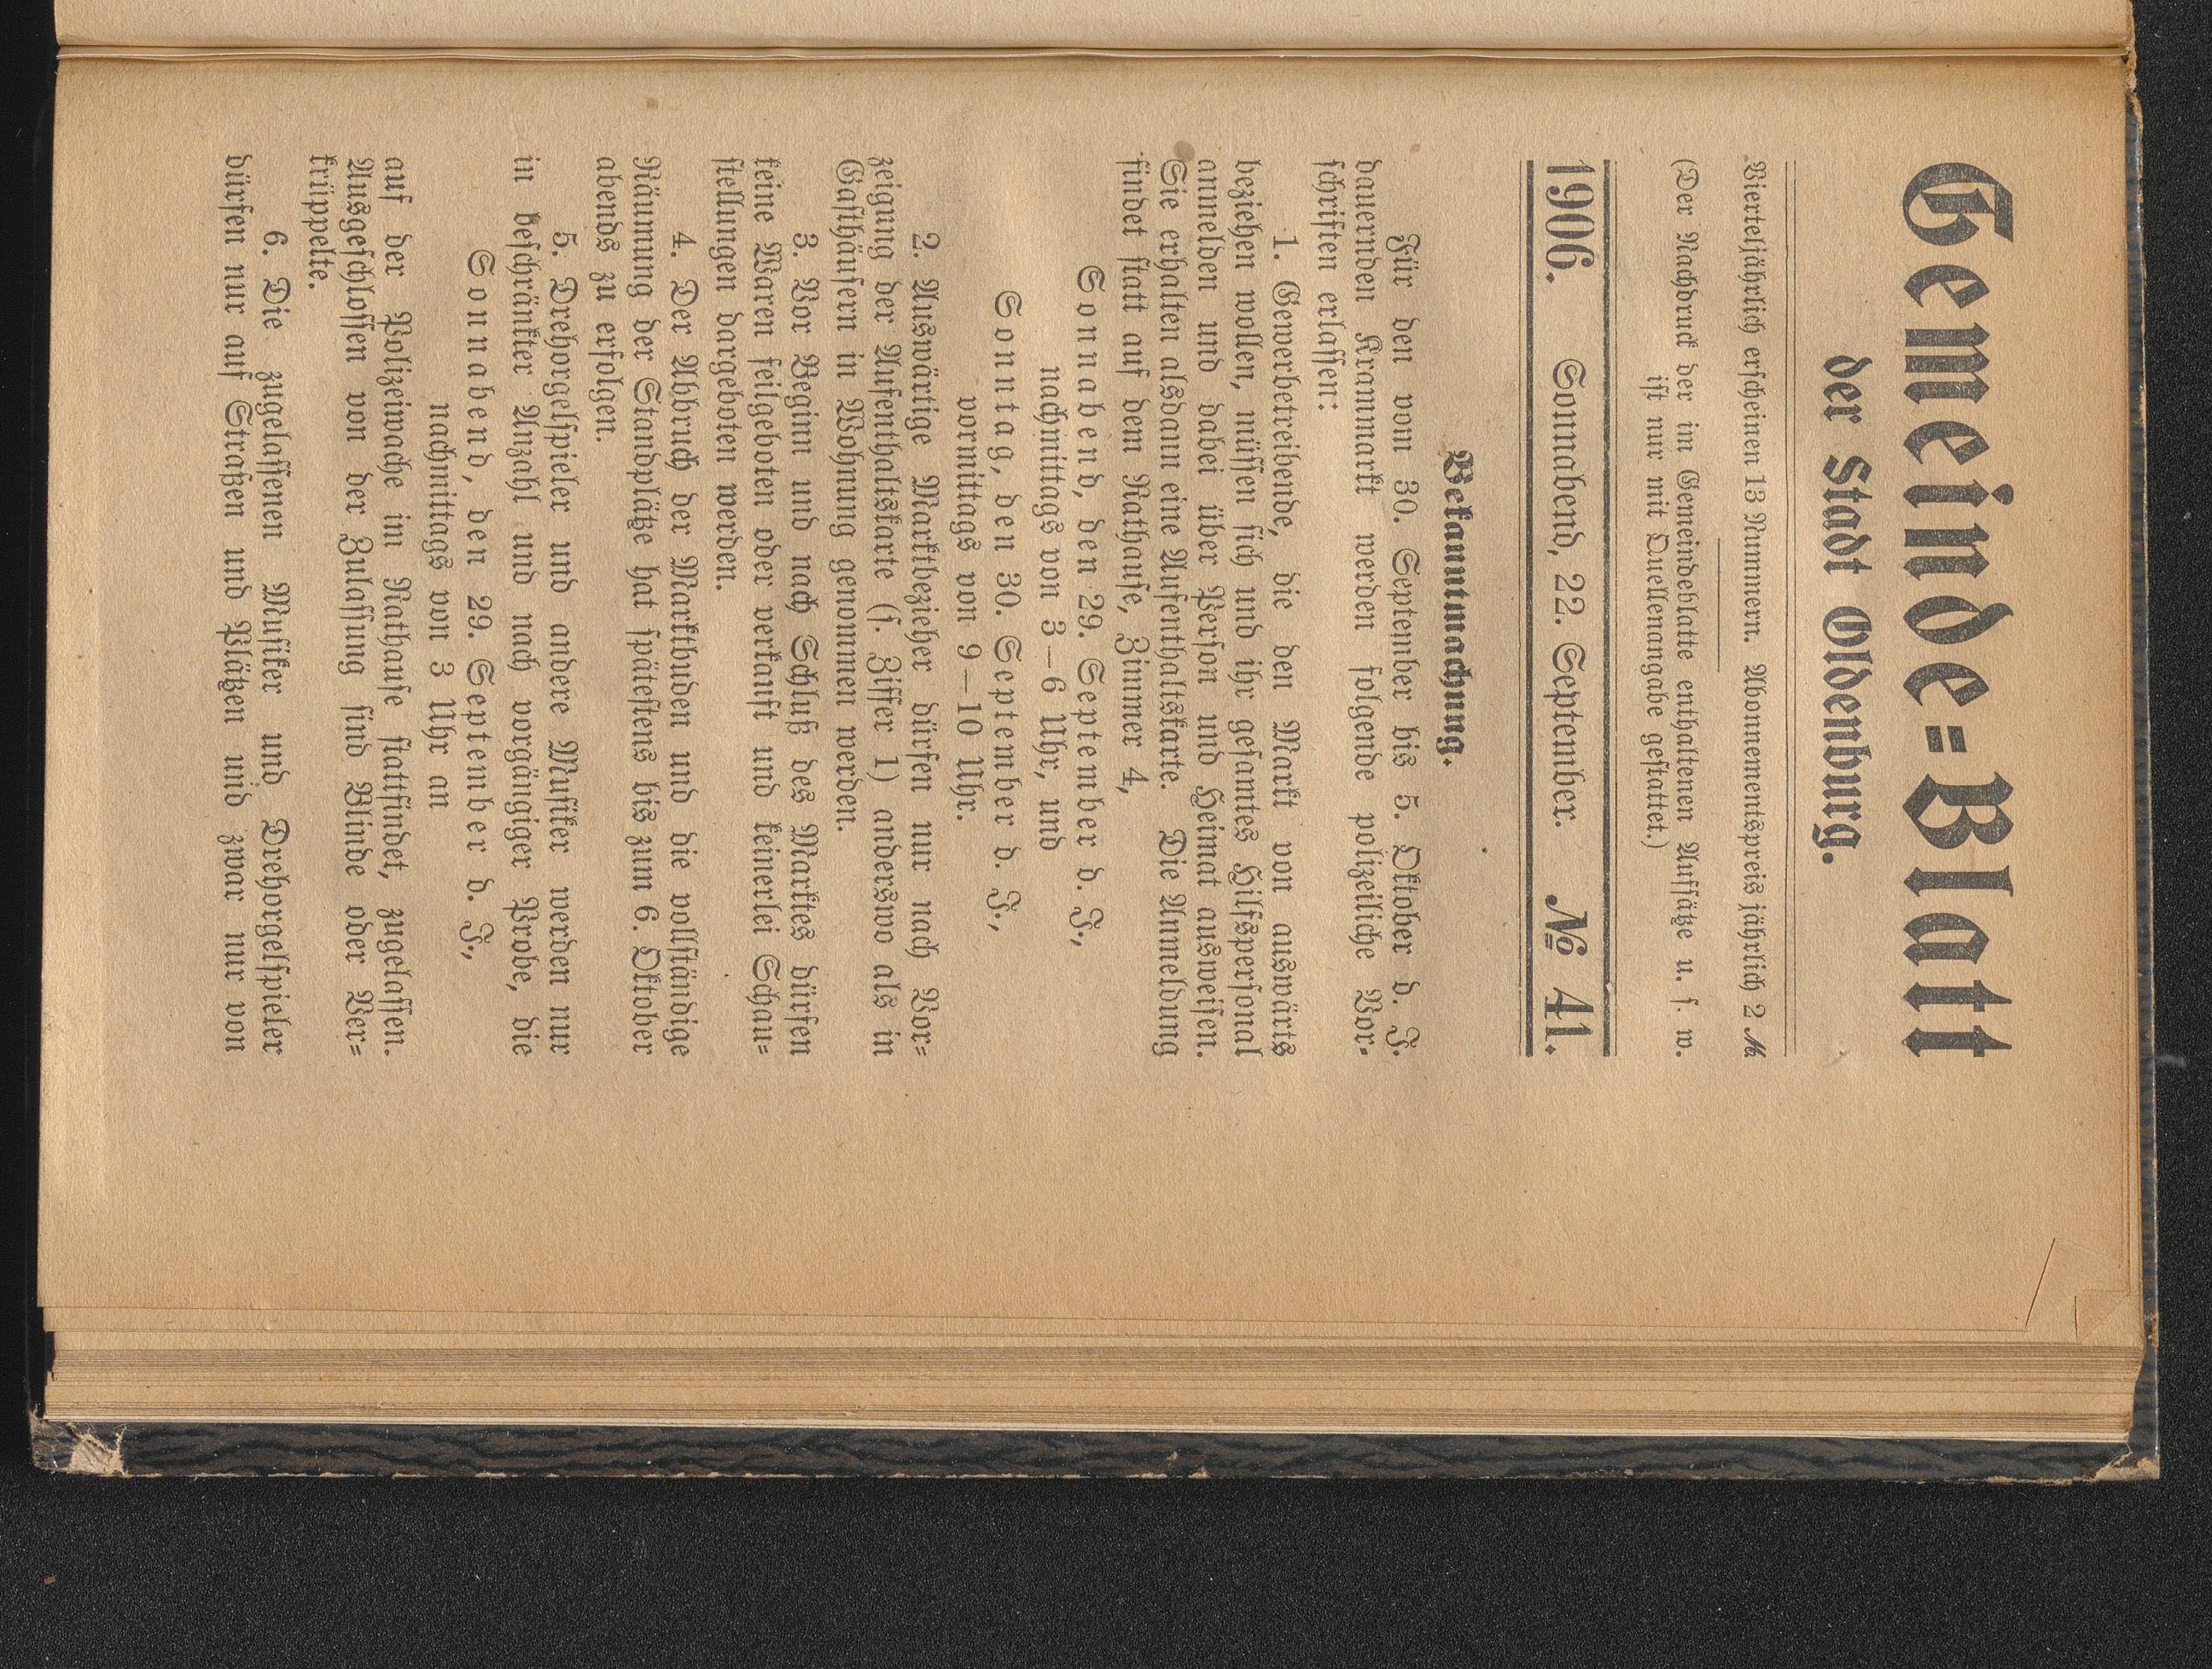 Gemeinde=Blatt
der Stadt Oldenburg.
Vierteljährlich erscheinen 13 Nummern. Abonnementspreis jährlich 2 ℳ
(Der Nachdruck der im Gemeindeblatte enthaltenen Aufsätze u. s. w.
ist nur mit Quellenangabe gestattet.)
1906. Sonnabend, 22. September. № 41.
Bekanntmachung.
Für den vom 30. September bis 5. Oktober d. J.
dauernden Krammarkt werden folgende polizeiliche Vor-
schriften erlassen:
1. Gewerbetreibende, die den Markt von auswärts
beziehen wollen, müssen sich und ihr gesamtes Hilfspersonal
anmelden und dabei über Person und Heimat ausweisen.
Sie erhalten alsdann eine Aufenthaltskarte. Die Anmeldung
findet statt auf dem Rathause, Zimmer 4,
Sonnabend, den 29. September d. J.,
nachmittags von 3—6 Uhr, und
Sonntag, den 30. September d. J.,
vormittags von 9—10 Uhr.
2. Auswärtige Marktbezieher dürfen nur nach Vor=
zeigung der Aufenthaltskarte (s. Ziffer 1) anderswo als in
Gasthäusern in Wohnung genommen werden.
3. Vor Beginn und nach Schluß des Marktes dürfen
keine Waren feilgeboten oder verkauft und keinerlei Schau=
stellungen dargeboten werden.
4. Der Abbruch der Marktbuden und die vollständige
Räumung der Standplätze hat spätestens bis zum 6. Oktober
abends zu erfolgen.
5. Drehorgelspieler und andere Musiker werden nur
in beschränkter Anzahl und nach vorgängiger Probe, die
Sonnabend, den 29. September d. J.,
nachmittags von 3 Uhr an
auf der Polizeiwache im Rathause stattfindet, zugelassen.
Ausgeschlossen von der Zulassung sind Blinde oder Ver=
krüppelte.
6. Die zugelassenen Musiker und Drehorgelspieler
dürfen nur auf Straßen und Plätzen und zwar nur von